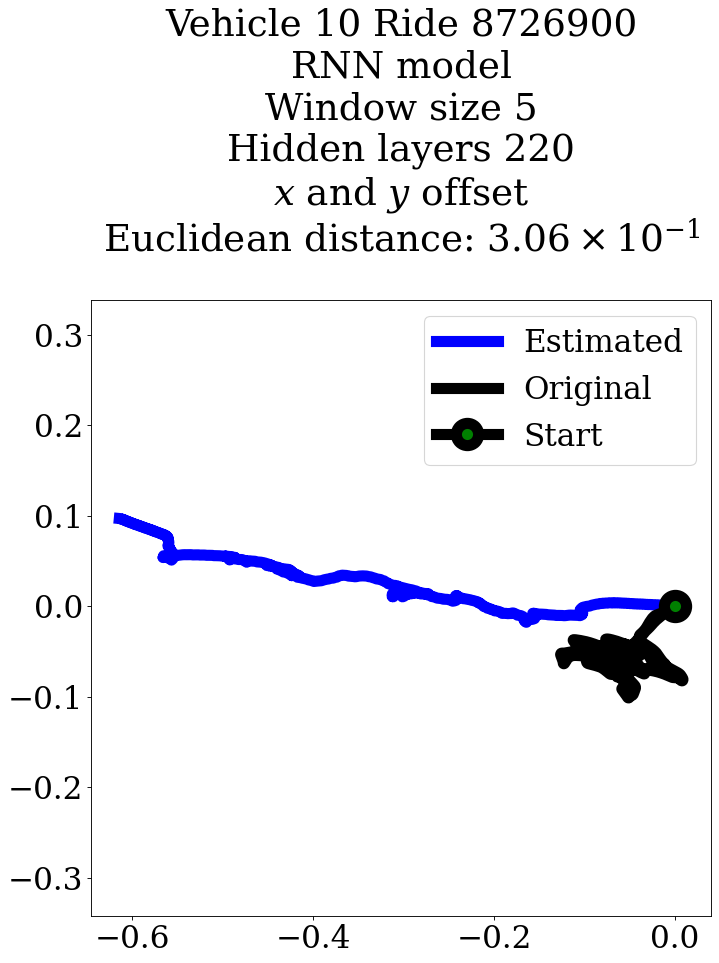 Vehicle 10 Ride 8726900
RNN model
Window size 5
Hidden layers 220
x and y offset
Euclidean distance: 3.06 × 10⁻¹
Estimated
Original
Start
0.3
0.2
0.1
0.0
−0.1
−0.2
−0.3
−0.6 −0.4 −0.2 0.0